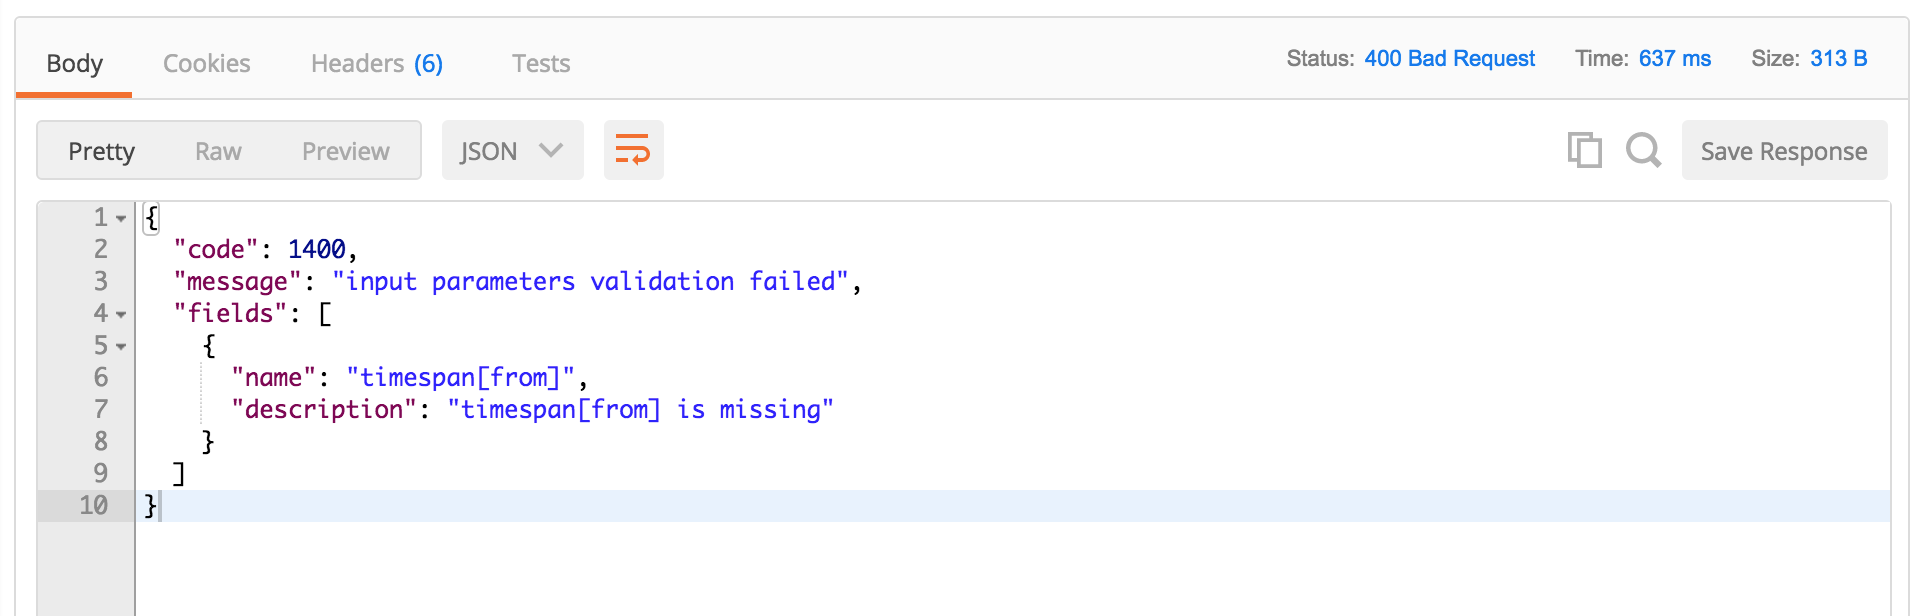 Body Cookies Headers (6) Tests Status: 400 Bad Request Time: 637 ms Size: 313 B
Pretty Raw Preview JSON Save Response
1 {
2 "code": 1400,
3 "message": "input parameters validation failed",
4 "fields": [
5 {
6 "name": "timespan[from]",
7 "description": "timespan[from] is missing"
8 }
9 ]
10 }